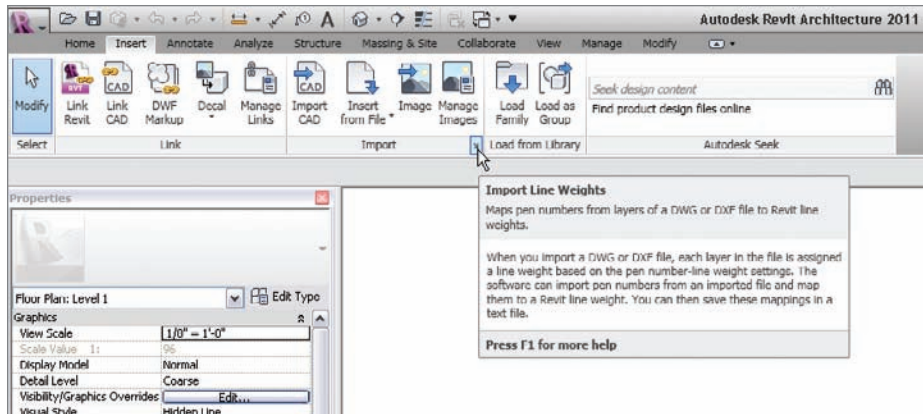 Autodesk Revit Architecture 2011
Home Insert Annotate Analyze Structure Massing & Site Collaborate View Manage Modify
Modify
Link Revit
Link CAD
DWF Markup
Decal
Manage Links
Import CAD
Insert from File
Image
Manage Images
Load Family
Load as Group
Seek design content
Find product design files online
Select Link Import Load from Library Autodesk Seek
Import Line Weights
Maps pen numbers from layers of a DWG or DXF file to Revit line
weights.
When you import a DWG or DXF file, each layer in the file is assigned
a line weight based on the pen number-line weight settings. The
software can import pen numbers from an imported file and map
them to a Revit line weight. You can then save these mappings in a
text file.
Press F1 for more help
Properties
Floor Plan: Level 1
Edit Type
Graphics
View Scale 1/8" = 1'-0"
Scale Value 1: 96
Display Model Normal
Detail Level Coarse
Visibility/Graphics Overrides Edit...
Visual Style Hidden Line